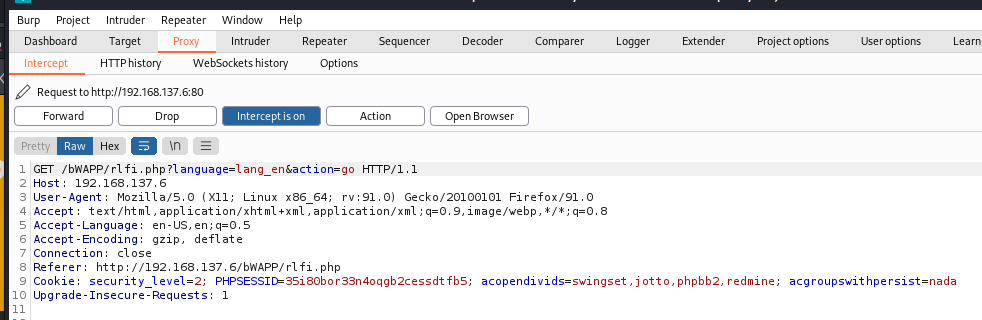 Burp Project Intruder Repeater Window Help
Dashboard Target Proxy Intruder Repeater Sequencer Decoder Comparer Logger Extender Project options User options Learn
Intercept HTTP history WebSockets history Options
Request to http://192.168.137.6:80
Forward Drop Intercept is on Action Open Browser
Pretty Raw Hex \n
1 GET /bWAPP/rlfi.php?language=lang_en&action=go HTTP/1.1
2 Host: 192.168.137.6
3 User-Agent: Mozilla/5.0 (X11; Linux x86_64; rv:91.0) Gecko/20100101 Firefox/91.0
4 Accept: text/html,application/xhtml+xml,application/xml;q=0.9,image/webp,*/*;q=0.8
5 Accept-Language: en-US,en;q=0.5
6 Accept-Encoding: gzip, deflate
7 Connection: close
8 Referer: http://192.168.137.6/bWAPP/rlfi.php
9 Cookie: security_level=2; PHPSESSID=35i80bor33n4oqgb2cessdtfb5; acopendivids=swingset,jotto,phpbb2,redmine; acgroupswithpersist=nada
10 Upgrade-Insecure-Requests: 1
11